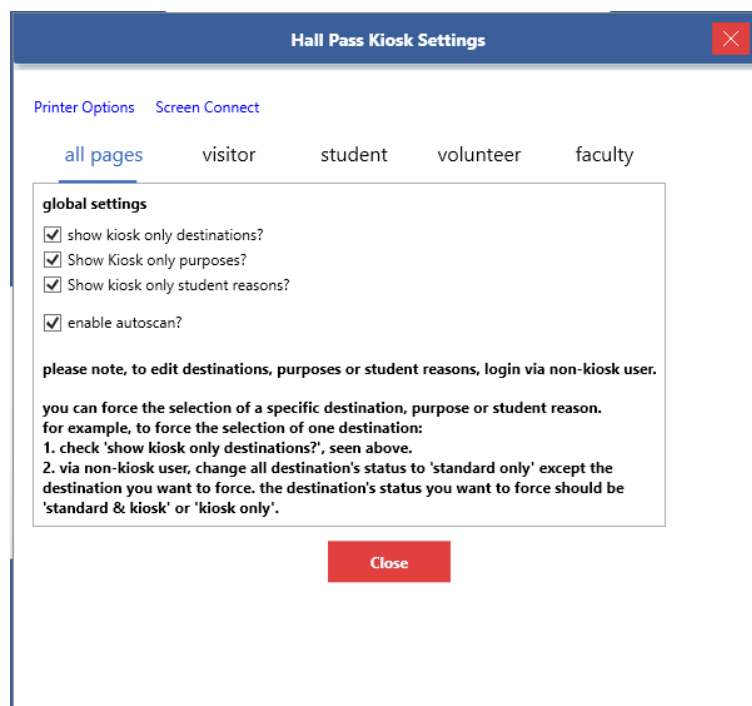 Hall Pass Kiosk Settings
Printer Options Screen Connect
all pages visitor student volunteer faculty
global settings
show kiosk only destinations?
Show Kiosk only purposes?
Show kiosk only student reasons?
enable autoscan?
please note, to edit destinations, purposes or student reasons, login via non-kiosk user.
you can force the selection of a specific destination, purpose or student reason.
for example, to force the selection of one destination:
1. check 'show kiosk only destinations?', seen above.
2. via non-kiosk user, change all destination's status to 'standard only' except the
destination you want to force. the destination's status you want to force should be
'standard & kiosk' or 'kiosk only'.
Close